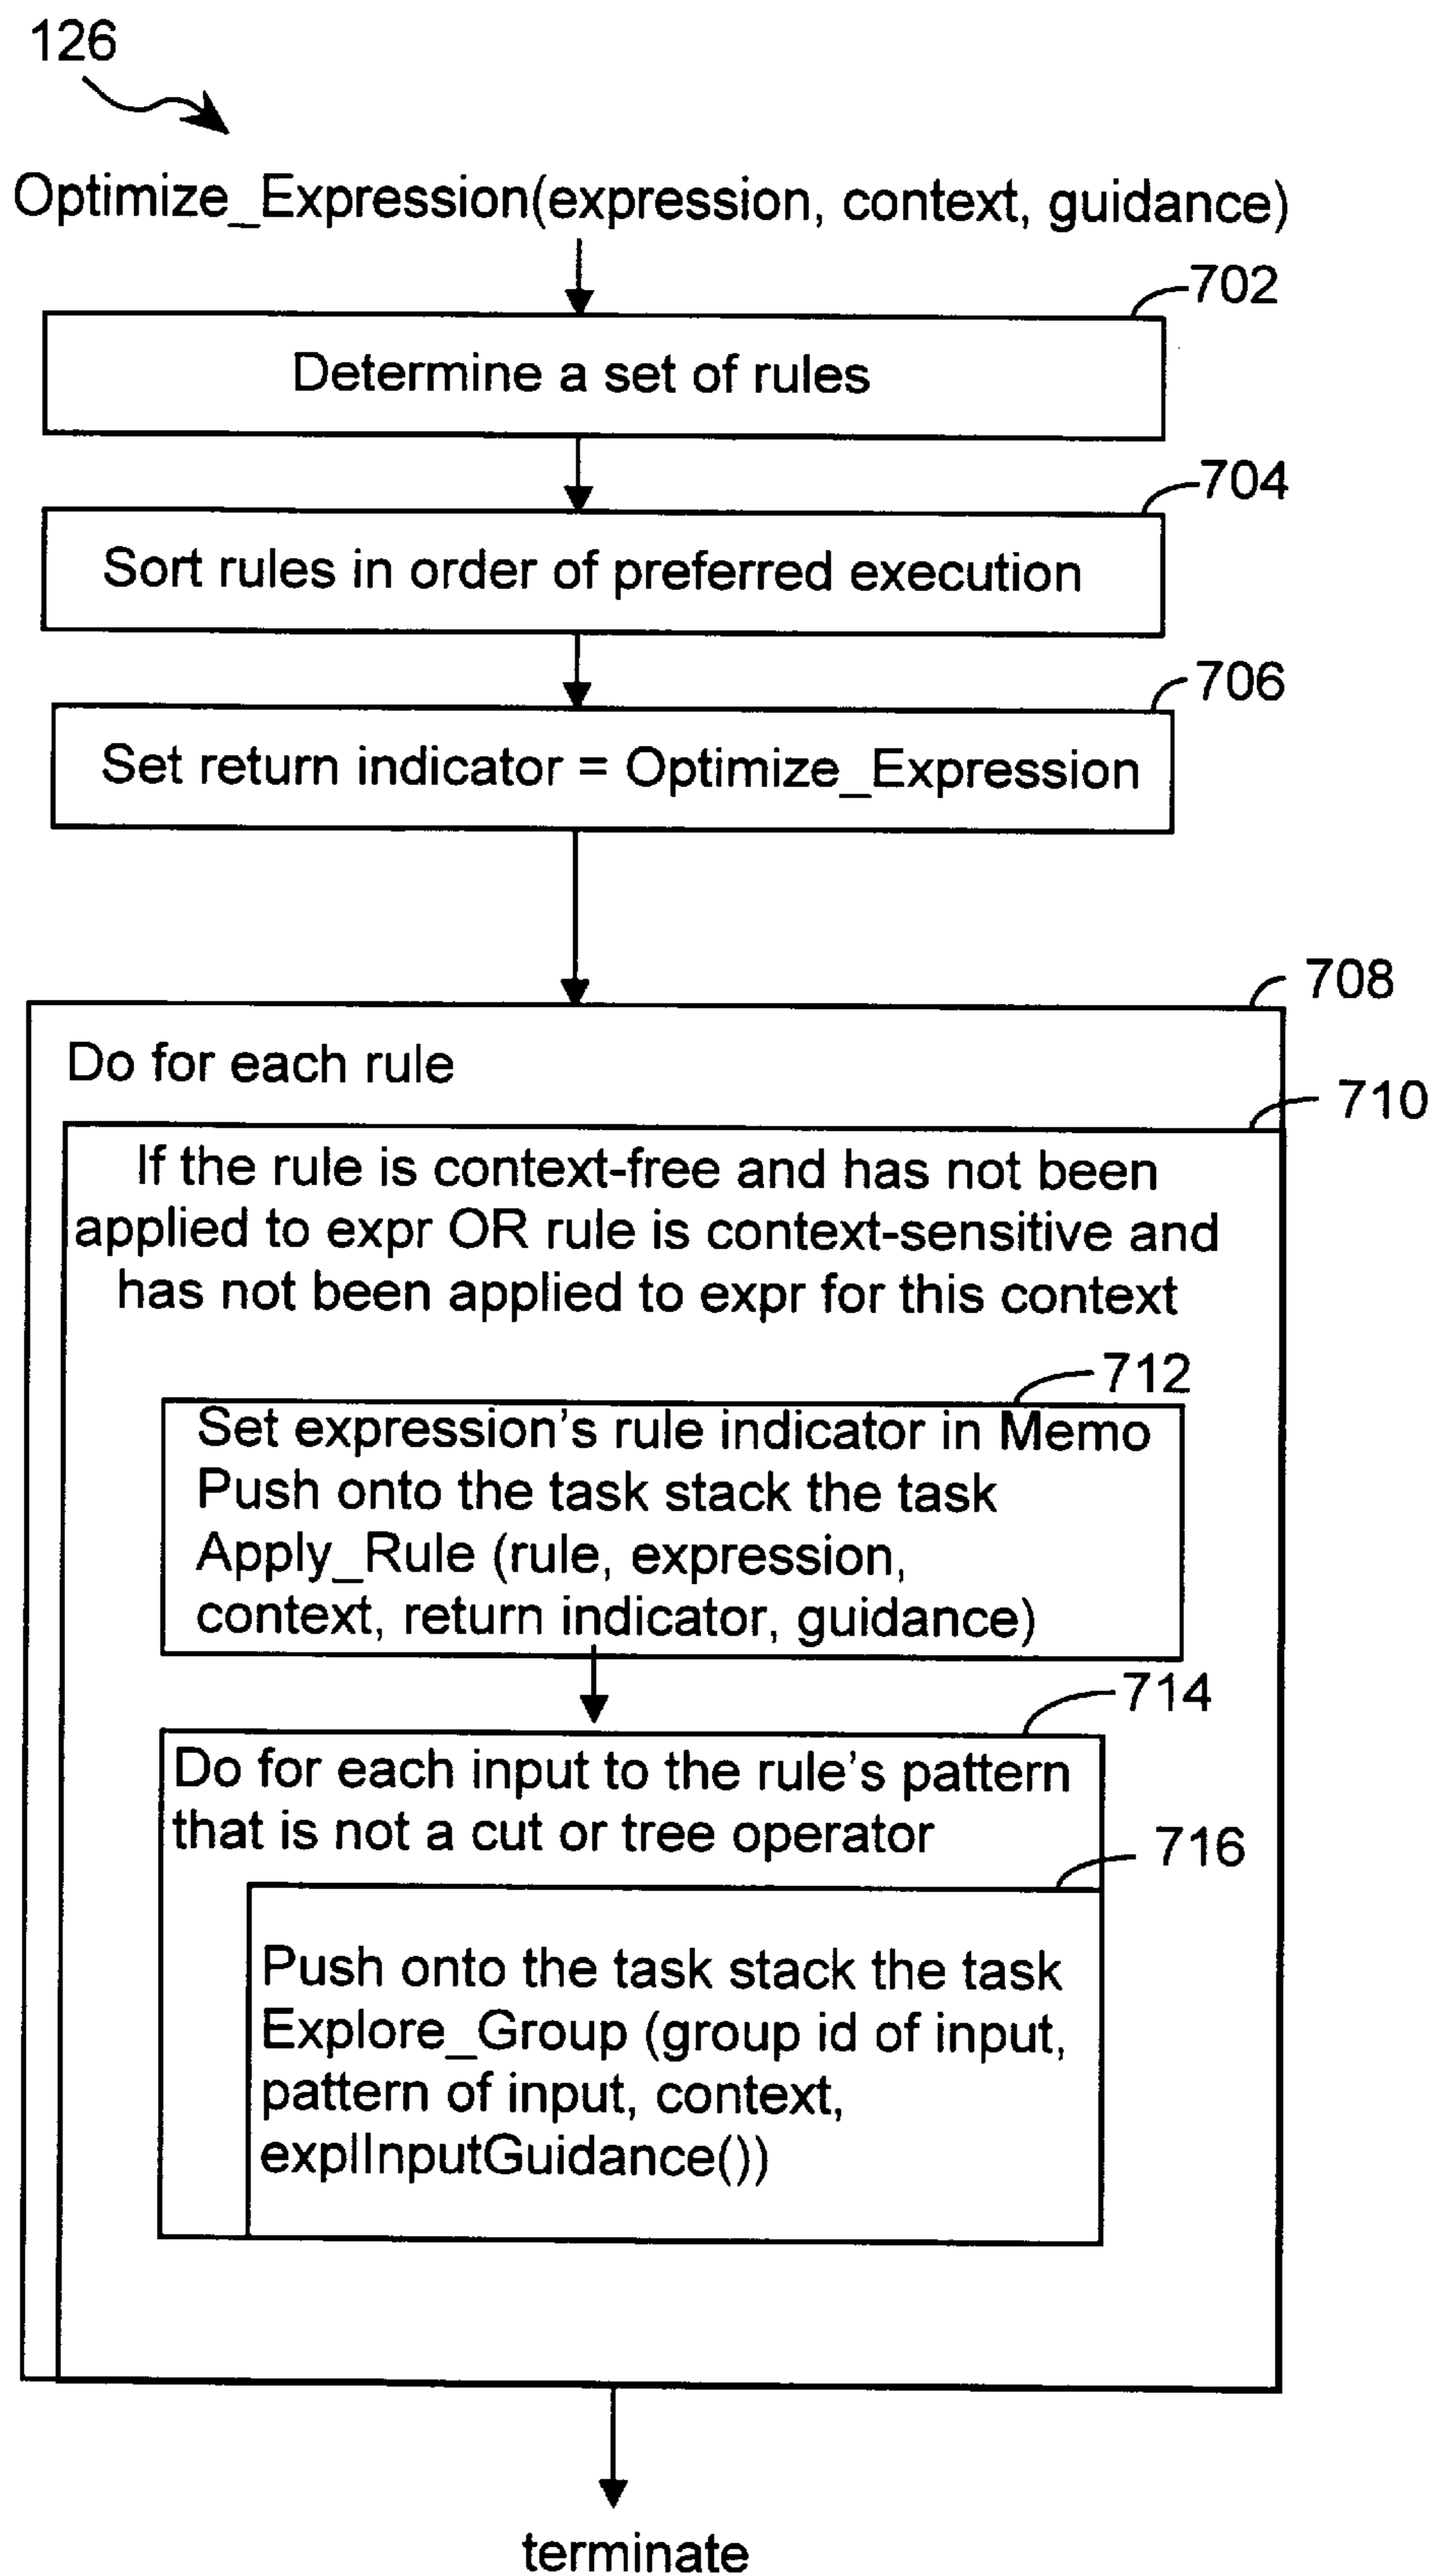 126
Optimize_Expression(expression, context, guidance)
702
Determine a set of rules
704
Sort rules in order of preferred execution
706
Set return indicator = Optimize_Expression
708
Do for each rule
710
If the rule is context-free and has not been
applied to expr OR rule is context-sensitive and
has not been applied to expr for this context
712
Set expression's rule indicator in Memo
Push onto the task stack the task
Apply_Rule (rule, expression,
context, return indicator, guidance)
714
Do for each input to the rule's pattern
that is not a cut or tree operator
716
Push onto the task stack the task
Explore_Group (group id of input,
pattern of input, context,
explInputGuidance())
terminate